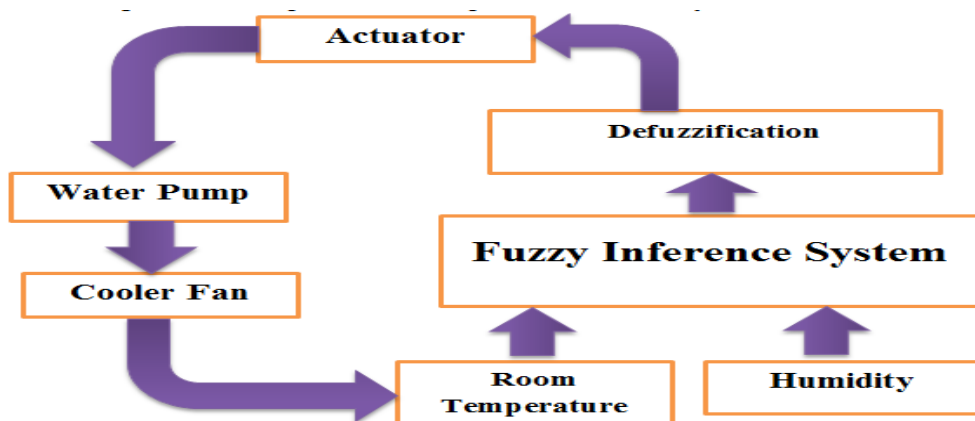 Actuator
Defuzzification
Water Pump
Fuzzy Inference System
Cooler Fan
Room
Temperature
Humidity